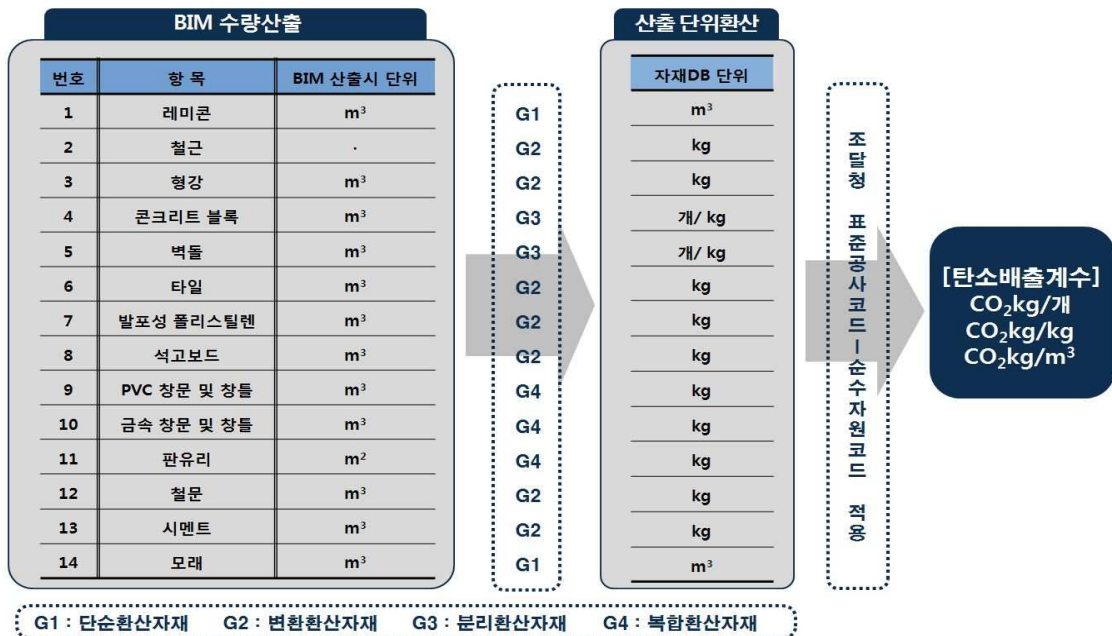 BIM 수량산출
산출 단위환산
번호 항 목 BIM 산출시 단위 자재DB 단위
1 레미콘 m³ G1 m³
2 철근 · G2 kg
3 형강 m³ G2 kg
4 콘크리트 블록 m³ G3 개/ kg
5 벽돌 m³ G3 개/ kg
6 타일 m³ G2 kg
7 발포성 폴리스틸렌 m³ G2 kg
8 석고보드 m³ G2 kg
9 PVC 창문 및 창틀 m³ G4 kg
10 금속 창문 및 창틀 m³ G4 kg
11 판유리 m² G4 kg
12 철문 m³ G2 kg
13 시멘트 m³ G2 kg
14 모래 m³ G1 m³
조달청 표준공사코드-순수자원코드 적용
[탄소배출계수]
CO₂kg/개
CO₂kg/kg
CO₂kg/m³
G1 : 단순환산자재 G2 : 변환환산자재 G3 : 분리환산자재 G4 : 복합환산자재